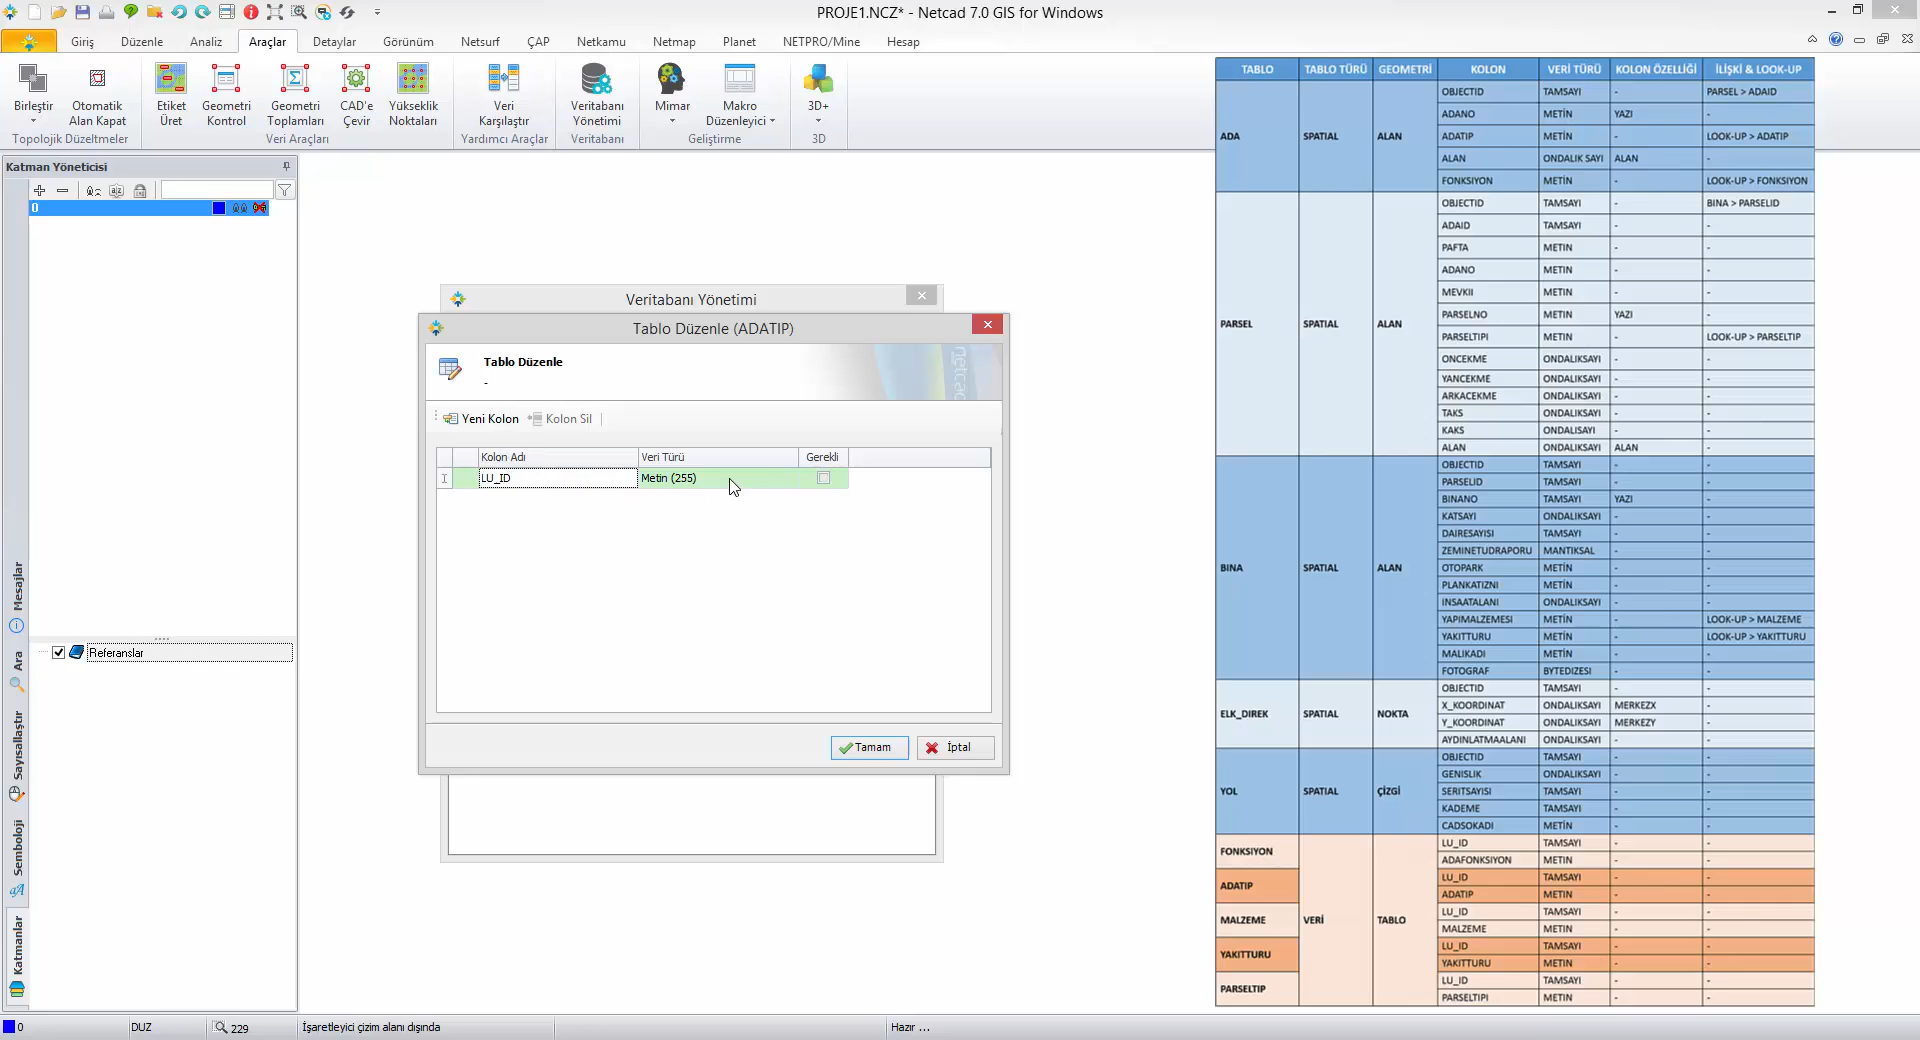 PROJE1.NCZ* - Netcad 7.0 GIS for Windows
Giriş Düzenle Analiz Araçlar Detaylar Görünüm Netsurf ÇAP Netkamu Netmap Planet NETPRO/Mine Hesap
Birleştir
Otomatik Alan Kapat
Etiket Üret
Geometri Kontrol
Geometri Toplamları
CAD'e Çevir
Yükseklik Noktaları
Veri Karşılaştır
Veritabanı Yönetimi
Mimar
Makro Düzenleyici
3D+
Topolojik Düzeltmeler
Veri Araçları
Yardımcı Araçlar
Veritabanı
Geliştirme
3D
Katman Yöneticisi
0
Referanslar
Mesajlar
Ara
Sayısallaştır
Semboloji
Katmanlar
Veritabanı Yönetimi
Tablo Düzenle (ADATIP)
Tablo Düzenle
-
Yeni Kolon Kolon Sil
Kolon Adı Veri Türü Gerekli
LU_ID Metin (255)
Tamam İptal
TABLO TABLO TÜRÜ GEOMETRİ KOLON VERİ TÜRÜ KOLON ÖZELLİĞİ İLİŞKİ & LOOK-UP
ADA SPATIAL ALAN
OBJECTID TAMSAYI - PARSEL > ADAID
ADANO METİN YAZI -
ADATIP METİN - LOOK-UP > ADATIP
ALAN ONDALIK SAYI ALAN -
FONKSIYON METİN - LOOK-UP > FONKSIYON
PARSEL SPATIAL ALAN
OBJECTID TAMSAYI - BINA > PARSELID
ADAID TAMSAYI - -
PAFTA METIN - -
ADANO METIN - -
MEVKII METIN - -
PARSELNO METIN YAZI -
PARSELTIPI METIN - LOOK-UP > PARSELTIP
ONCEKME ONDALIKSAYI - -
YANCEKME ONDALIKSAYI - -
ARKACEKME ONDALIKSAYI - -
TAKS ONDALIKSAYI - -
KAKS ONDALISAYI - -
ALAN ONDALIKSAYI ALAN -
BINA SPATIAL ALAN
OBJECTID TAMSAYI - -
PARSELID TAMSAYI - -
BINANO TAMSAYI YAZI -
KATSAYI ONDALIKSAYI - -
DAIRESAYISI TAMSAYI - -
ZEMINETUDRAPORU MANTIKSAL - -
OTOPARK METİN - -
PLANKATIZNI METİN - -
INSAATALANI ONDALIKSAYI - -
YAPIMALZEMESI METİN - LOOK-UP > MALZEME
YAKITTURU METİN - LOOK-UP > YAKITTURU
MALIKADI METİN - -
FOTOGRAF BYTEDIZESI - -
ELK_DIREK SPATIAL NOKTA
OBJECTID TAMSAYI - -
X_KOORDINAT ONDALIKSAYI MERKEZX -
Y_KOORDINAT ONDALIKSAYI MERKEZY -
AYDINLATMAALANI ONDALIKSAYI - -
YOL SPATIAL ÇİZGİ
OBJECTID TAMSAYI - -
GENISLIK ONDALIKSAYI - -
SERITSAYISI TAMSAYI - -
KADEME TAMSAYI - -
CADSOKADI METİN - -
VERİ TABLO
FONKSIYON
LU_ID TAMSAYI - -
ADAFONKSIYON METIN - -
ADATIP
LU_ID TAMSAYI - -
ADATIP METIN - -
MALZEME
LU_ID TAMSAYI - -
MALZEME METIN - -
YAKITTURU
LU_ID TAMSAYI - -
YAKITTURU METIN - -
PARSELTIP
LU_ID TAMSAYI - -
PARSELTIPI METIN - -
0 DUZ 229 İşaretleyici çizim alanı dışında Hazır ...